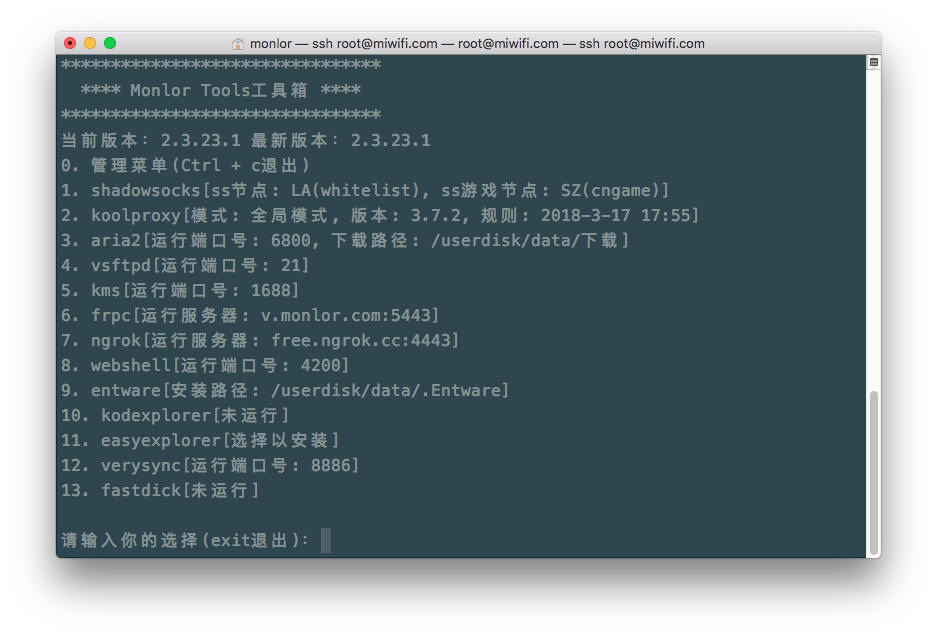 monlor — ssh root@miwifi.com — root@miwifi.com — ssh root@miwifi.com
********************************
**** Monlor Tools工具箱 ****
********************************
当前版本: 2.3.23.1 最新版本: 2.3.23.1
0. 管理菜单(Ctrl + c退出)
1. shadowsocks[ss节点: LA(whitelist), ss游戏节点: SZ(cngame)]
2. koolproxy[模式: 全局模式, 版本: 3.7.2, 规则: 2018-3-17 17:55]
3. aria2[运行端口号: 6800, 下载路径: /userdisk/data/下载]
4. vsftpd[运行端口号: 21]
5. kms[运行端口号: 1688]
6. frpc[运行服务器: v.monlor.com:5443]
7. ngrok[运行服务器: free.ngrok.cc:4443]
8. webshell[运行端口号: 4200]
9. entware[安装路径: /userdisk/data/.Entware]
10. kodexplorer[未运行]
11. easyexplorer[选择以安装]
12. verysync[运行端口号: 8886]
13. fastdick[未运行]
请输入你的选择(exit退出):